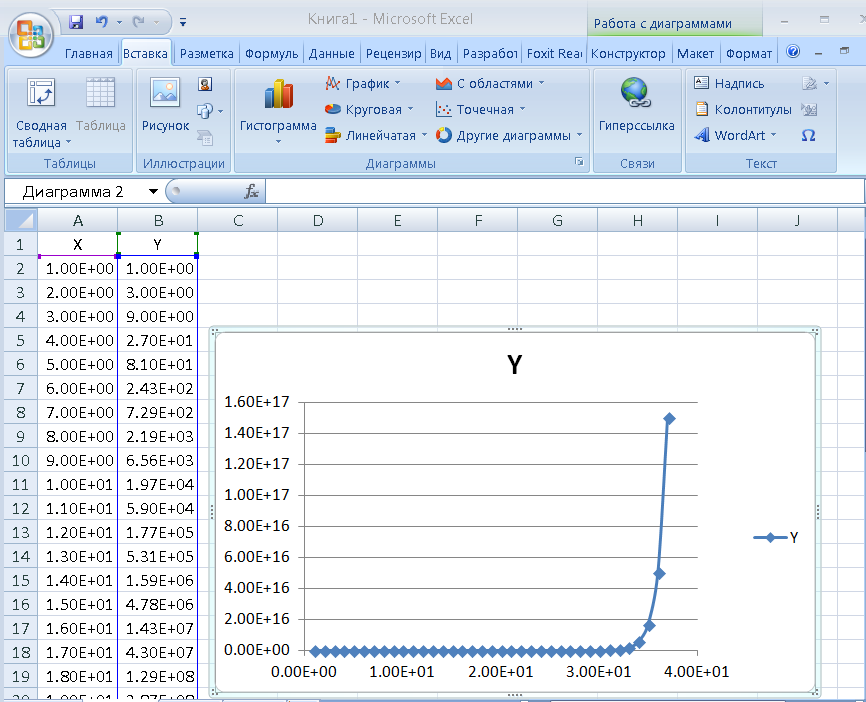 Книга1 - Microsoft Excel
Работа с диаграммами
Главная Вставка Разметка Формуль Данные Рецензир Вид Разработ Foxit Rea Конструктор Макет Формат
Сводная таблица
Таблица
Таблицы
Рисунок
Иллюстрации
Гистограмма
График
Круговая
Линейчатая
С областями
Точечная
Другие диаграммы
Диаграммы
Гиперссылка
Связи
Надпись
Колонтитулы
WordArt
Ω
Текст
Диаграмма 2 fx
A B C D E F G H I J
1 X Y
2 1.00E+00 1.00E+00
3 2.00E+00 3.00E+00
4 3.00E+00 9.00E+00
5 4.00E+00 2.70E+01
6 5.00E+00 8.10E+01
7 6.00E+00 2.43E+02
8 7.00E+00 7.29E+02
9 8.00E+00 2.19E+03
10 9.00E+00 6.56E+03
11 1.00E+01 1.97E+04
12 1.10E+01 5.90E+04
13 1.20E+01 1.77E+05
14 1.30E+01 5.31E+05
15 1.40E+01 1.59E+06
16 1.50E+01 4.78E+06
17 1.60E+01 1.43E+07
18 1.70E+01 4.30E+07
19 1.80E+01 1.29E+08
Y
1.60E+17
1.40E+17
1.20E+17
1.00E+17
8.00E+16
6.00E+16
4.00E+16
2.00E+16
0.00E+00
0.00E+00 1.00E+01 2.00E+01 3.00E+01 4.00E+01
Y